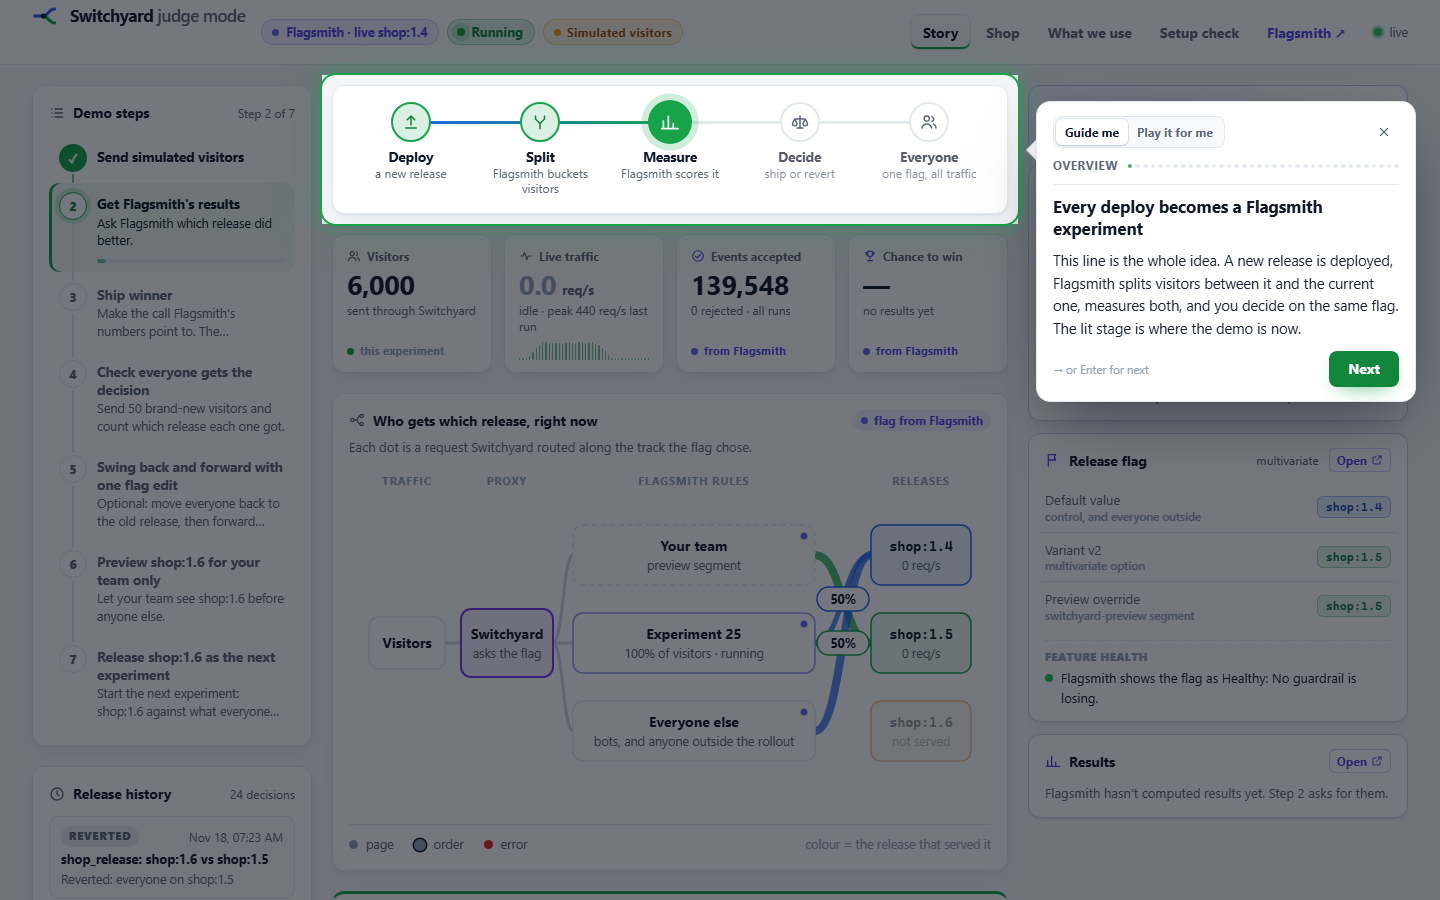 Switchyard judge mode
Flagsmith · live shop:1.4
Running
Simulated visitors
Story
Shop
What we use
Setup check
Flagsmith ↗
live
Demo steps
Step 2 of 7
Send simulated visitors
2
Get Flagsmith's results
Ask Flagsmith which release did
better.
3
Ship winner
Make the call Flagsmith's
numbers point to. The...
4
Check everyone gets the
decision
Send 50 brand-new visitors and
count which release each one got.
5
Swing back and forward with
one flag edit
Optional: move everyone back to
the old release, then forward...
6
Preview shop:1.6 for your
team only
Let your team see shop:1.6 before
anyone else.
7
Release shop:1.6 as the next
experiment
Start the next experiment:
shop:1.6 against what everyone...
Release history
24 decisions
REVERTED
Nov 18, 07:23 AM
shop_release: shop:1.6 vs shop:1.5
Reverted: everyone on shop:1.5
Deploy
a new release
Split
Flagsmith buckets
visitors
Measure
Flagsmith scores it
Decide
ship or revert
Everyone
one flag, all traffic
Visitors
6,000
sent through Switchyard
this experiment
Live traffic
0.0 req/s
idle · peak 440 req/s last
run
Events accepted
139,548
0 rejected · all runs
from Flagsmith
Chance to win
—
no results yet
from Flagsmith
Who gets which release, right now
flag from Flagsmith
Each dot is a request Switchyard routed along the track the flag chose.
TRAFFIC
PROXY
FLAGSMITH RULES
RELEASES
Visitors
Switchyard
asks the flag
Your team
preview segment
Experiment 25
100% of visitors · running
Everyone else
bots, and anyone outside the rollout
50%
50%
shop:1.4
0 req/s
shop:1.5
0 req/s
shop:1.6
not served
page
order
error
colour = the release that served it
Guide me
Play it for me
OVERVIEW
Every deploy becomes a Flagsmith
experiment
This line is the whole idea. A new release is deployed,
Flagsmith splits visitors between it and the current
one, measures both, and you decide on the same flag.
The lit stage is where the demo is now.
→ or Enter for next
Next
Release flag
multivariate
Open
Default value
control, and everyone outside
shop:1.4
Variant v2
multivariate option
shop:1.5
Preview override
switchyard-preview segment
shop:1.5
FEATURE HEALTH
Flagsmith shows the flag as Healthy: No guardrail is
losing.
Results
Open
Flagsmith hasn't computed results yet. Step 2 asks for them.